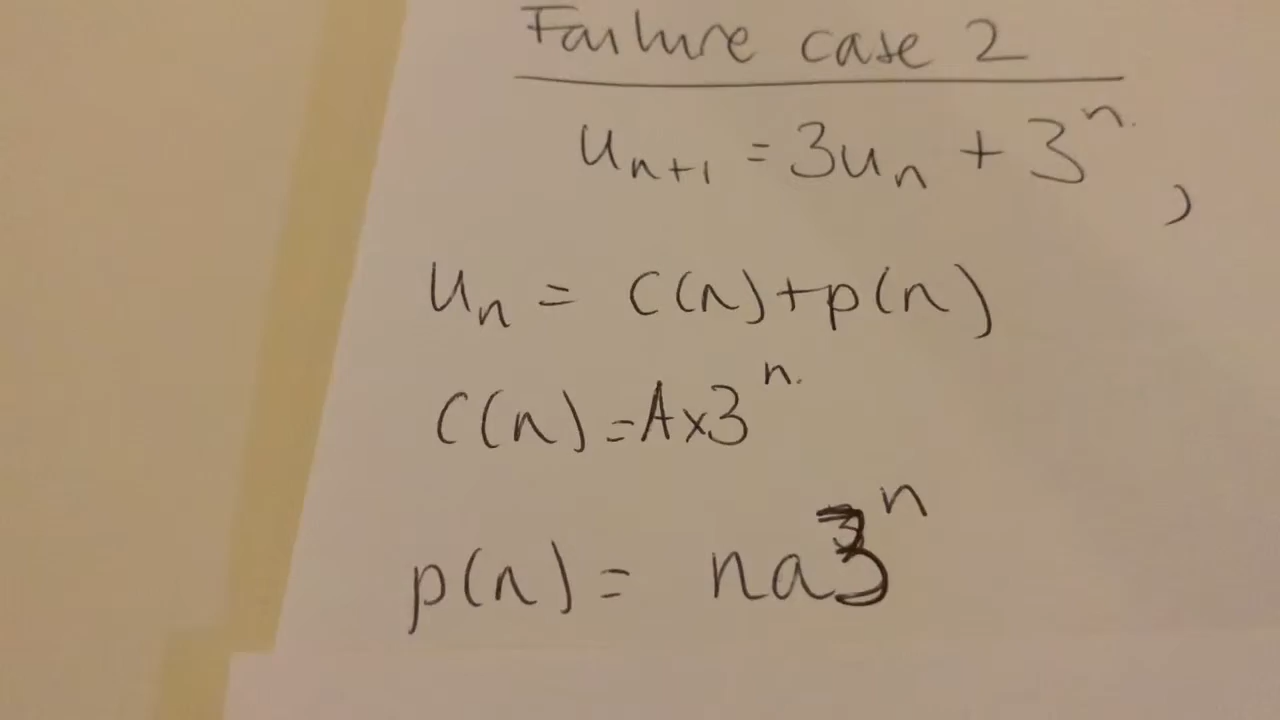 Failure case 2
uₙ₊₁ = 3uₙ + 3ⁿ,
uₙ = C(n)+p(n)
C(n)=A×3ⁿ.
p(n)= na3ⁿ